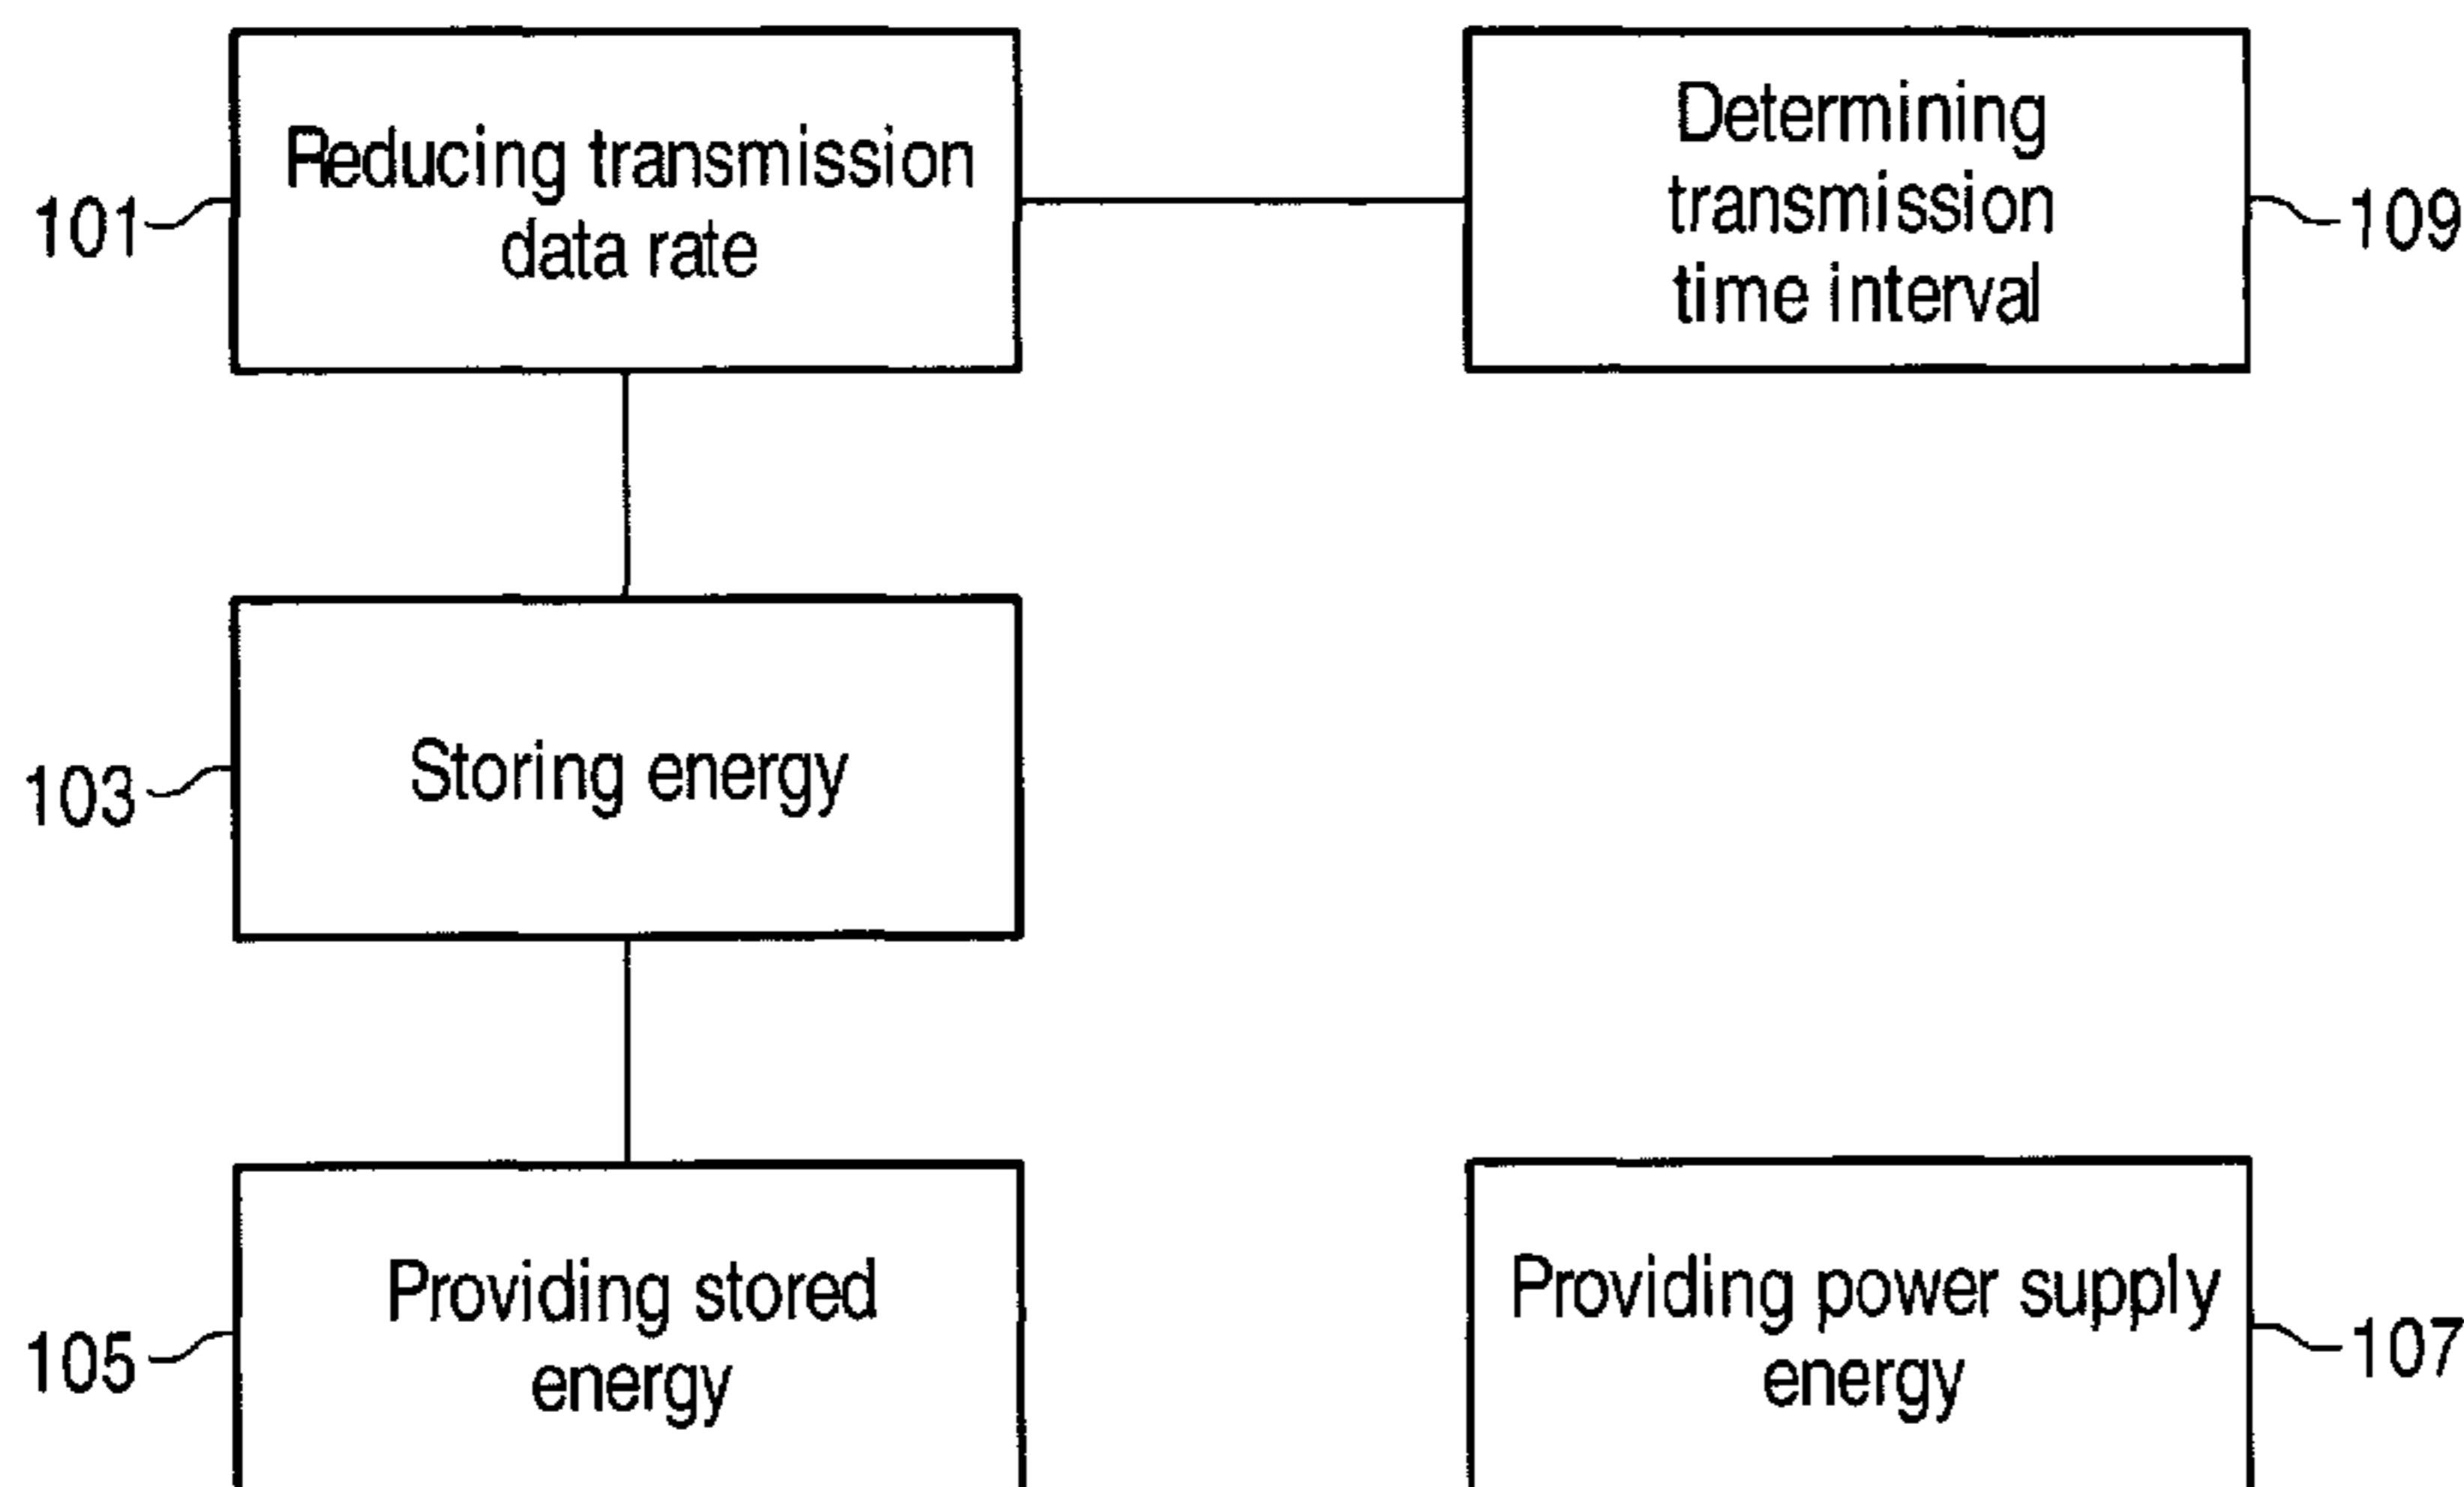 Reducing transmission
data rate
101
Determining
transmission
time interval
109
Storing energy
103
Providing stored
energy
105
Providing power supply
energy
107